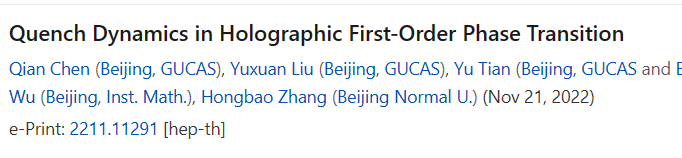 Quench Dynamics in Holographic First-Order Phase Transition
Qian Chen (Beijing, GUCAS), Yuxuan Liu (Beijing, GUCAS), Yu Tian (Beijing, GUCAS and
Wu (Beijing, Inst. Math.), Hongbao Zhang (Beijing Normal U.) (Nov 21, 2022)
e-Print: 2211.11291 [hep-th]